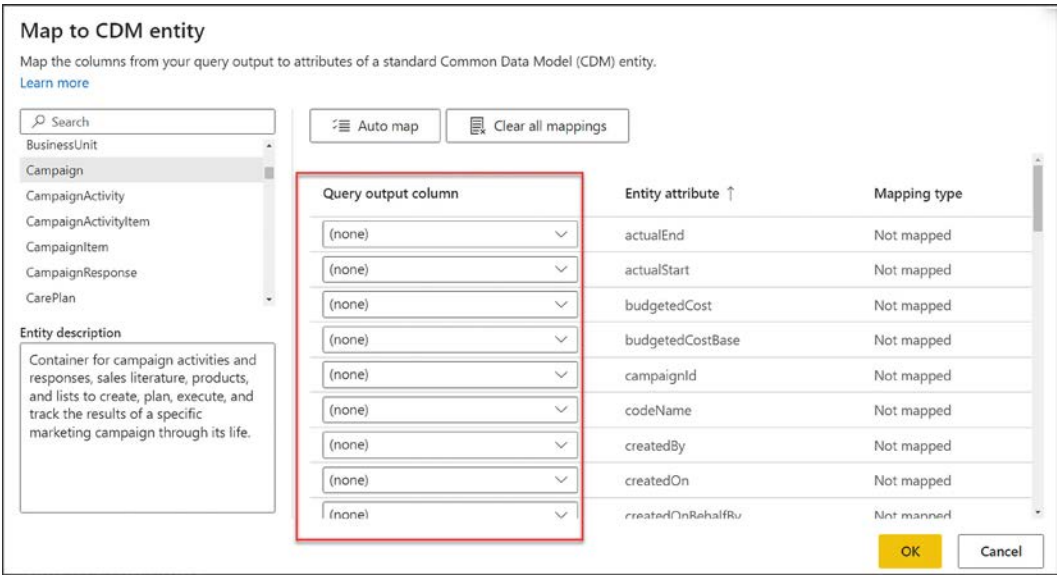 Map to CDM entity
Map the columns from your query output to attributes of a standard Common Data Model (CDM) entity.
Learn more
Search
BusinessUnit
Campaign
CampaignActivity
CampaignActivityItem
CampaignItem
CampaignResponse
CarePlan
Entity description
Container for campaign activities and
responses, sales literature, products,
and lists to create, plan, execute, and
track the results of a specific
marketing campaign through its life.
Auto map Clear all mappings
Query output column Entity attribute ↑ Mapping type
(none) actualEnd Not mapped
(none) actualStart Not mapped
(none) budgetedCost Not mapped
(none) budgetedCostBase Not mapped
(none) campaignId Not mapped
(none) codeName Not mapped
(none) createdBy Not mapped
(none) createdOn Not mapped
(none) createdOnBehalfBy Not mapped
OK Cancel